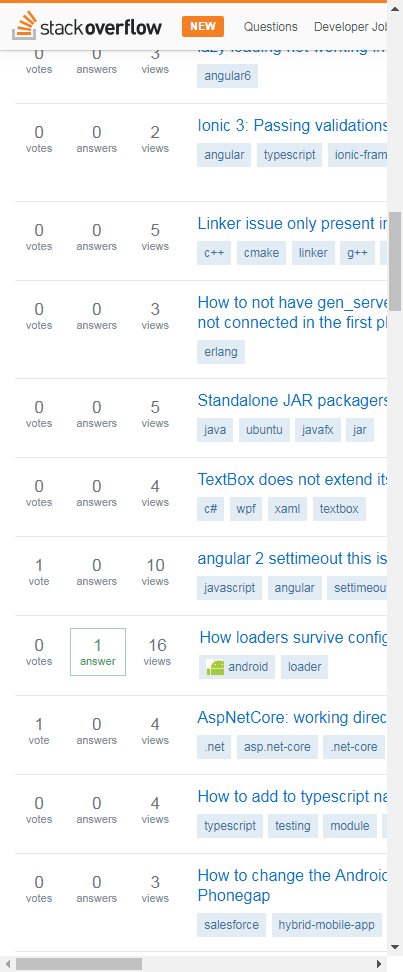 stackoverflow NEW Questions Developer Job
0 0 3 lazy loading not working in
votes answers views
angular6
0 0 2 Ionic 3: Passing validations
votes answers views
angular typescript ionic-fram
0 0 5 Linker issue only present in
votes answers views
c++ cmake linker g++
0 0 3 How to not have gen_serve
votes answers views not connected in the first pl
erlang
0 0 5 Standalone JAR packagers
votes answers views
java ubuntu javafx jar
0 0 4 TextBox does not extend its
votes answers views
c# wpf xaml textbox
1 0 10 angular 2 settimeout this is
vote answers views
javascript angular settimeout
0 1 16 How loaders survive config
votes answer views
android loader
1 0 4 AspNetCore: working direc
vote answers views
.net asp.net-core .net-core
0 0 4 How to add to typescript na
votes answers views
typescript testing module
0 0 3 How to change the Android
votes answers views Phonegap
salesforce hybrid-mobile-app